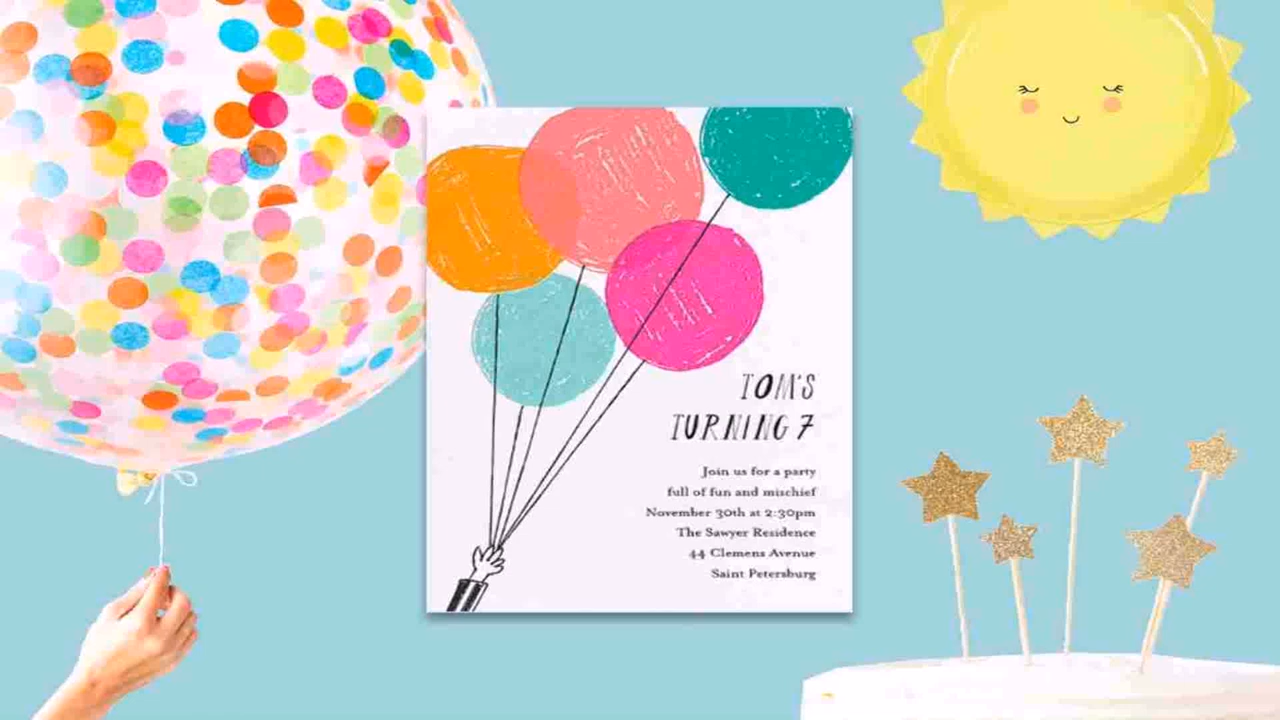 TOM'S
TURNING 7
Join us for a party
full of fun and mischief
November 30th at 2:30pm
The Sawyer Residence
44 Clemens Avenue
Saint Petersburg